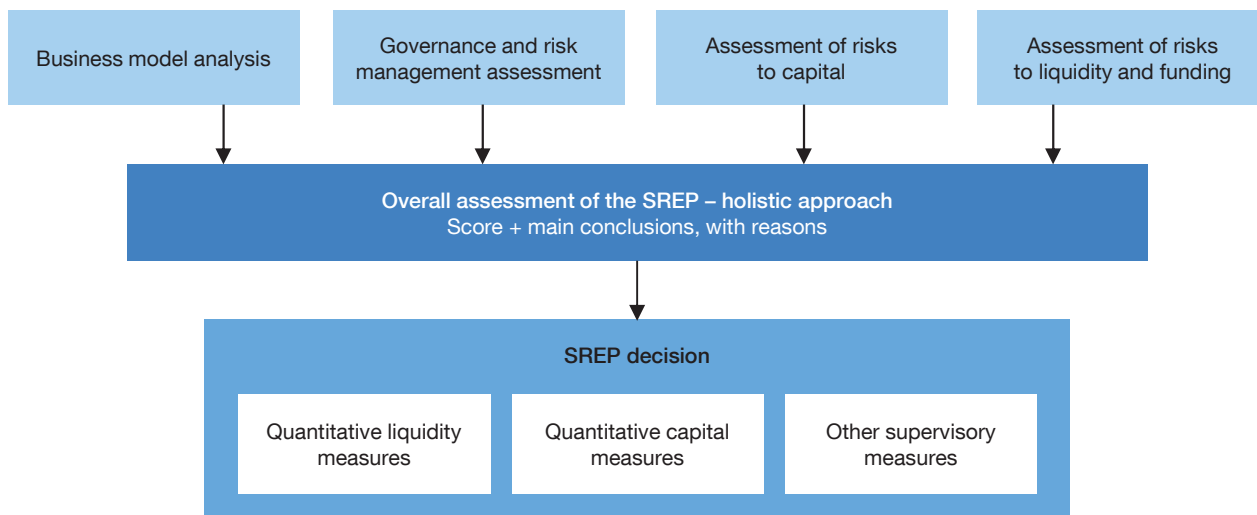 Business model analysis
Governance and risk
management assessment
Assessment of risks
to capital
Assessment of risks
to liquidity and funding
Overall assessment of the SREP – holistic approach
Score + main conclusions, with reasons
SREP decision
Quantitative liquidity
measures
Quantitative capital
measures
Other supervisory
measures